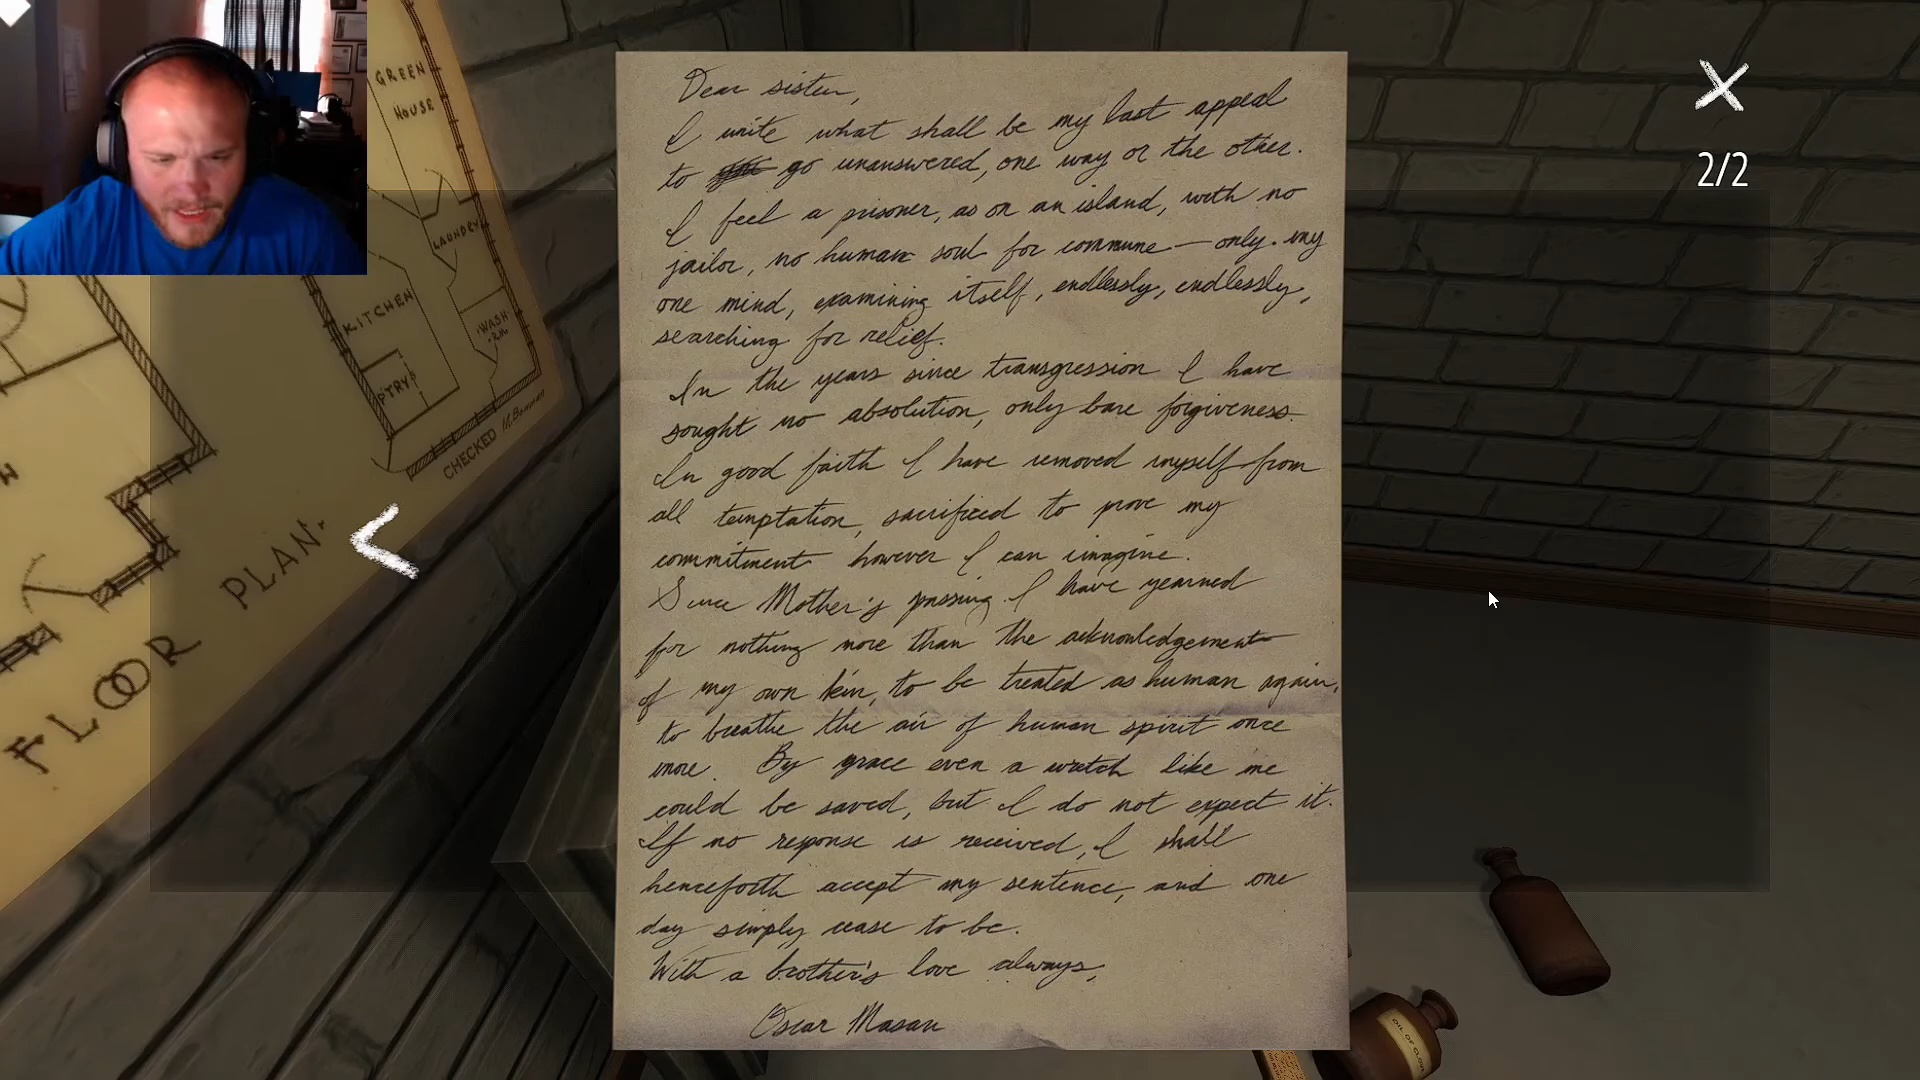 GREEN
HOUSE
LAUNDRY
KITCHEN
WASH
RM
PTRY
CHECKED M. Bowman
FLOOR PLAN.
Dear sister,
I write what shall be my last appeal
to go unanswered, one way or the other.
I feel a prisoner, as on an island, with no
jailor, no human soul for commune — only my
one mind, examining itself, endlessly, endlessly,
searching for relief.
In the years since transgression I have
sought no absolution, only bare forgiveness.
In good faith I have removed myself from
all temptation, sacrificed to prove my
commitment however I can imagine.
Since Mother's passing I have yearned
for nothing more than the acknowledgement
of my own kin, to be treated as human again,
to breathe the air of human spirit once
more. By grace even a wretch like me
could be saved, but I do not expect it.
If no response is received, I shall
henceforth accept my sentence, and one
day simply cease to be.
With a brother's love always,
Oscar Masan
2/2
OIL OF CLOVE